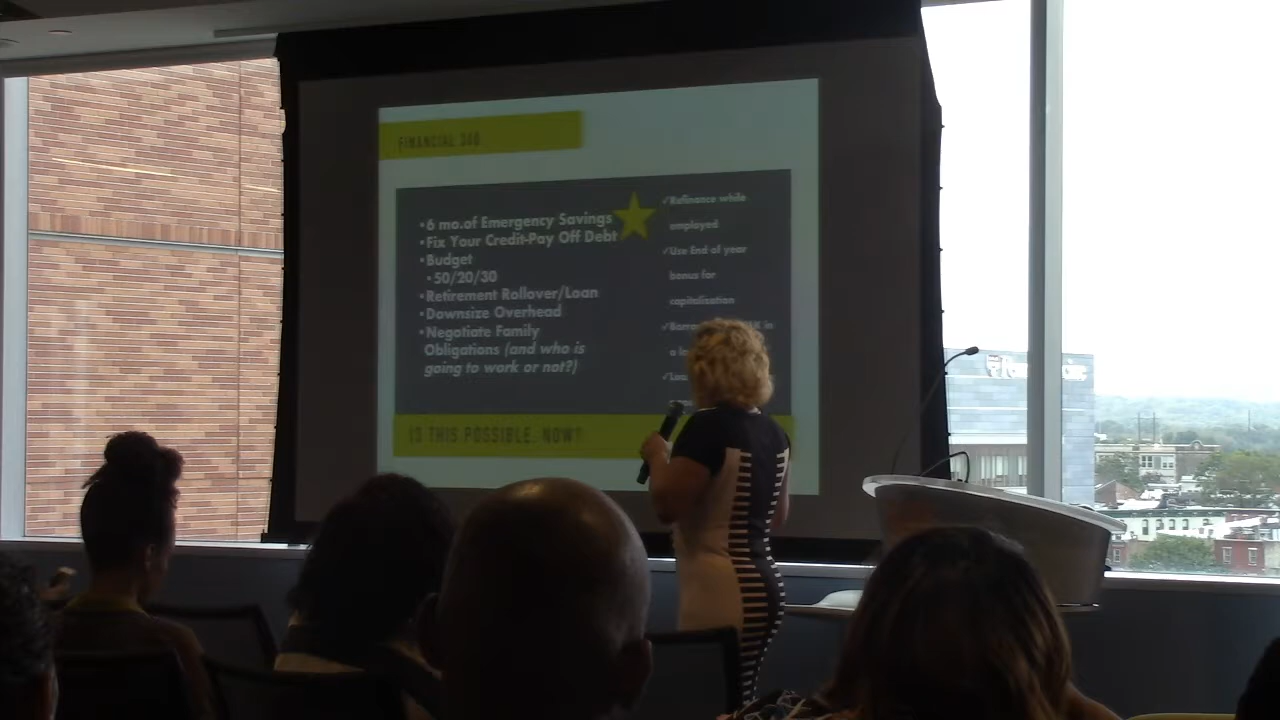 FINANCIAL
•6 mo.of Emergency Savings
•Fix Your Credit-Pay Off Debt
•Budget
•50/20/30
•Retirement Rollover/Loan
•Downsize Overhead
•Negotiate Family
Obligations (and who is
going to work or not?)
✓Refinance while
employed
✓Use End of year
bonus for
capitalization
in
IS THIS POSSIBLE, NOW?